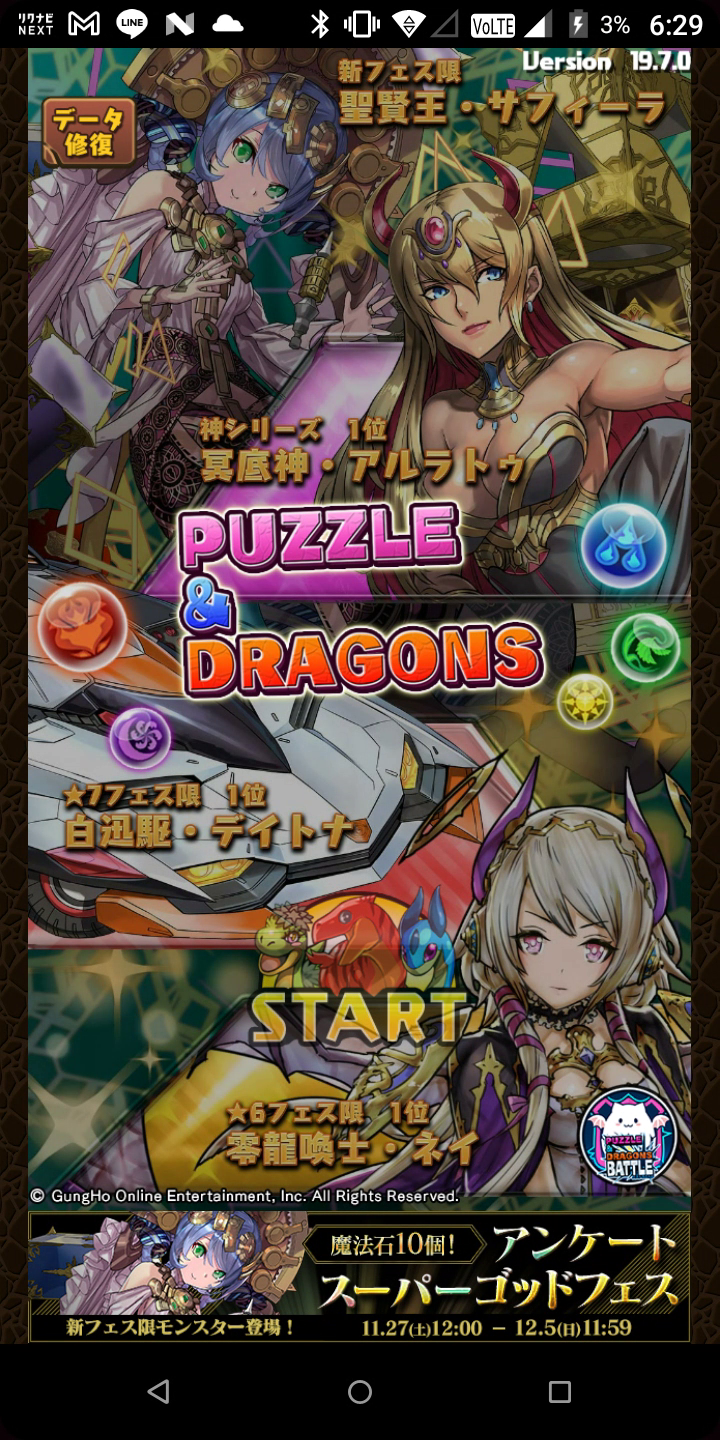 リクナビ
NEXT
LINE
VoLTE
3%
6:29
Version 19.7.0
新フェス限
聖賢王・サフィーラ
データ
修復
神シリーズ 1位
冥底神・アルラトゥ
PUZZLE
&
DRAGONS
★7フェス限 1位
白迅駆・デイトナ
START
★6フェス限 1位
零龍喚士・ネイ
PUZZLE
DRAGONS
BATTLE
© GungHo Online Entertainment, Inc. All Rights Reserved.
魔法石10個! アンケート
スーパーゴッドフェス
新フェス限モンスター登場! 11.27(土)12:00 － 12.5(日)11:59